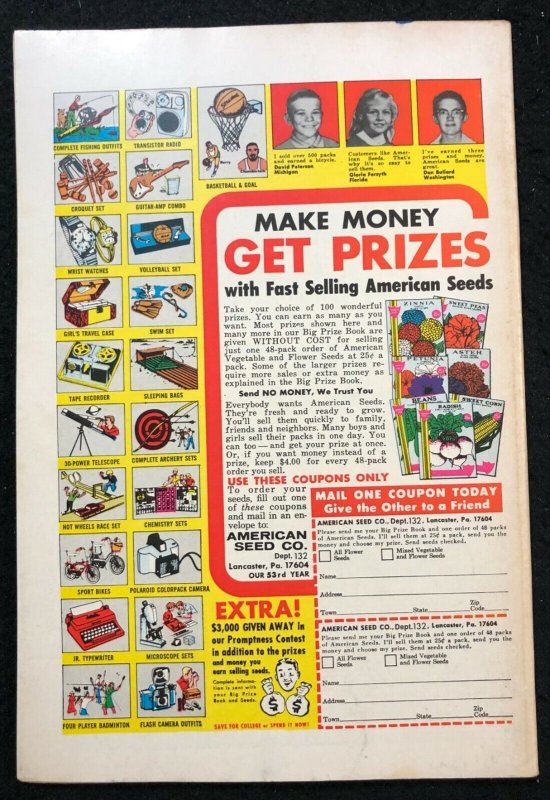 COMPLETE FISHING OUTFITS
TRANSISTOR RADIO
BASKETBALL & GOAL
I sold over 500 packs
and earned a bicycle.
David Peterson
Michigan
Customers like Amer-
ican Seeds. That's
why it's so easy to
earn prizes.
Gloria Forsyth
Florida
I've earned three
prizes and money.
American Seeds are
great.
Dan Ballard
Washington
CROQUET SET
GUITAR-AMP COMBO
WRIST WATCHES
VOLLEYBALL SET
GIRL'S TRAVEL CASE
SWIM SET
TAPE RECORDER
SLEEPING BAGS
30-POWER TELESCOPE
COMPLETE ARCHERY SETS
HOT WHEELS RACE SET
CHEMISTRY SETS
SPORT BIKES
POLAROID COLORPACK CAMERA
JR. TYPEWRITER
MICROSCOPE SETS
FOUR PLAYER BADMINTON
FLASH CAMERA OUTFITS
MAKE MONEY
GET PRIZES
with Fast Selling American Seeds
Take your choice of 100 wonderful
prizes. You can earn as many as you
want. Most prizes shown here and
many more in our Big Prize Book are
given WITHOUT COST for selling
just one 48-pack order of American
Vegetable and Flower Seeds at 25¢ a
pack. Some of the larger prizes re-
quire more sales or extra money as
explained in the Big Prize Book.
Send NO MONEY, We Trust You
Everybody wants American Seeds.
They're fresh and ready to grow.
You'll sell them quickly to family,
friends and neighbors. Many boys and
girls sell their packs in one day. You
can too—and get your prize at once.
Or, if you want money instead of a
prize, keep $4.00 for every 48-pack
order you sell.
ZINNIA
SWEET PEAS
PETUNIA
ASTER
BEANS
RADISH
SWEET CORN
USE THESE COUPONS ONLY
To order your
seeds, fill out one
of these coupons
and mail in an en-
velope to:
AMERICAN
SEED CO.
Dept. 132
Lancaster, Pa. 17604
OUR 53rd YEAR
MAIL ONE COUPON TODAY
Give the Other to a Friend
AMERICAN SEED CO., Dept. 132, Lancaster, Pa. 17604
Please send me your Big Prize Book and one order of 48 packs
of American Seeds. I'll sell them at 25¢ a pack, send you the
money and choose my prize. Send seeds checked.
All Flower
Seeds
Mixed Vegetable
and Flower Seeds
Name
Address
Town State Zip Code
AMERICAN SEED CO., Dept. 132, Lancaster, Pa. 17604
Please send me your Big Prize Book and one order of 48 packs
of American Seeds. I'll sell them at 25¢ a pack, send you the
money and choose my prize. Send seeds checked.
All Flower
Seeds
Mixed Vegetable
and Flower Seeds
Name
Address
Town State Zip Code
EXTRA!
$3,000 GIVEN AWAY in
our Promptness Contest
in addition to the prizes
and money you
earn selling seeds.
Complete informa-
tion is sent with
your Big Prize
Book and Seeds.
SAVE FOR COLLEGE or SPEND IT NOW!